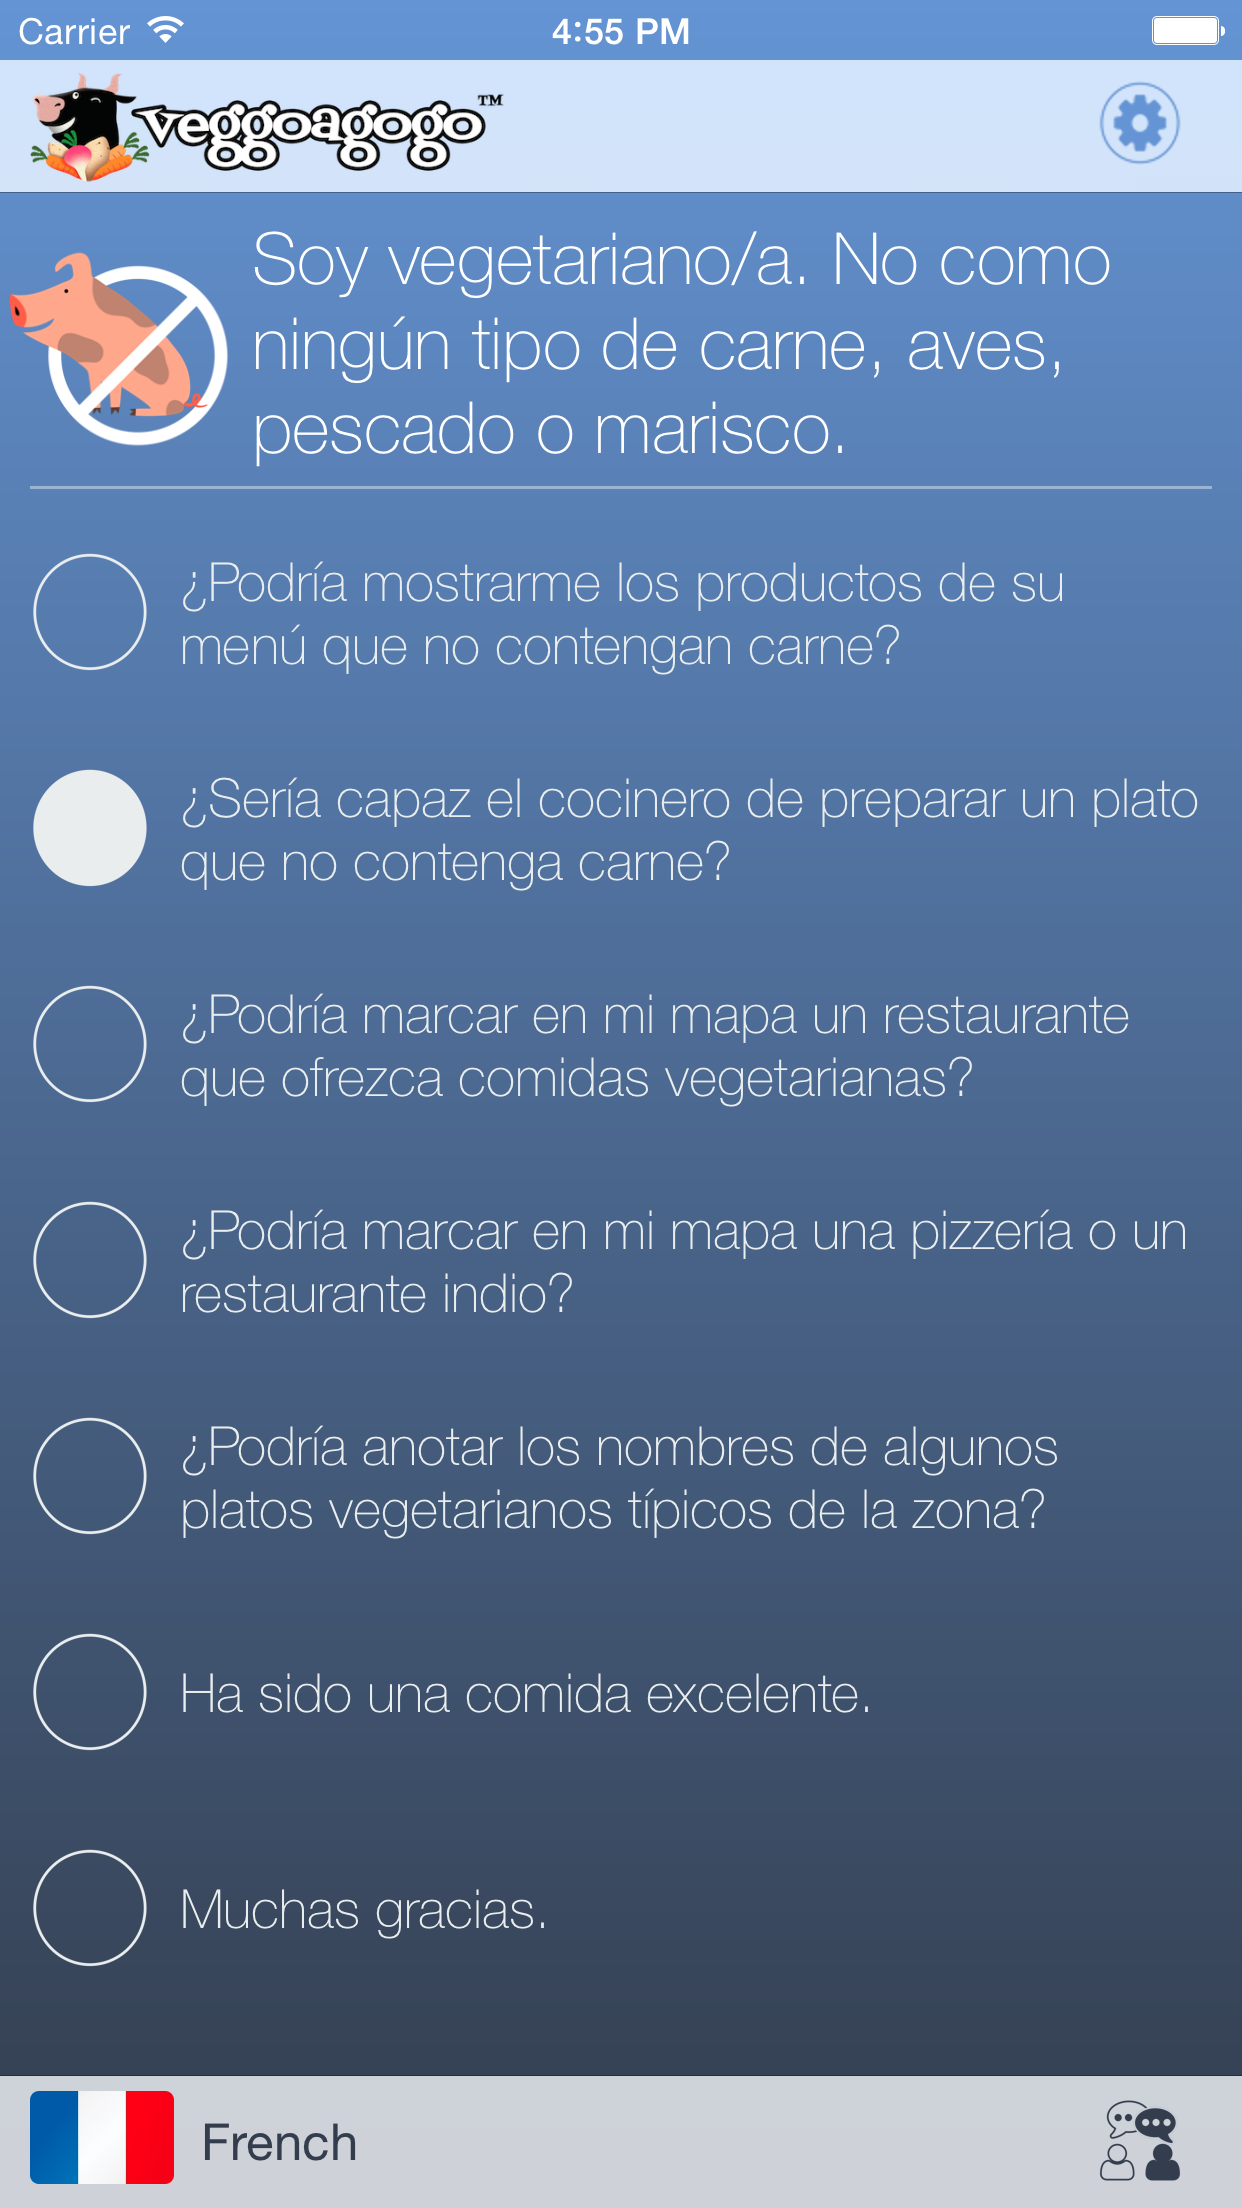 Carrier
4:55 PM
veggoagogo™
Soy vegetariano/a. No como
ningún tipo de carne, aves,
pescado o marisco.
¿Podría mostrarme los productos de su
menú que no contengan carne?
¿Sería capaz el cocinero de preparar un plato
que no contenga carne?
¿Podría marcar en mi mapa un restaurante
que ofrezca comidas vegetarianas?
¿Podría marcar en mi mapa una pizzería o un
restaurante indio?
¿Podría anotar los nombres de algunos
platos vegetarianos típicos de la zona?
Ha sido una comida excelente.
Muchas gracias.
French